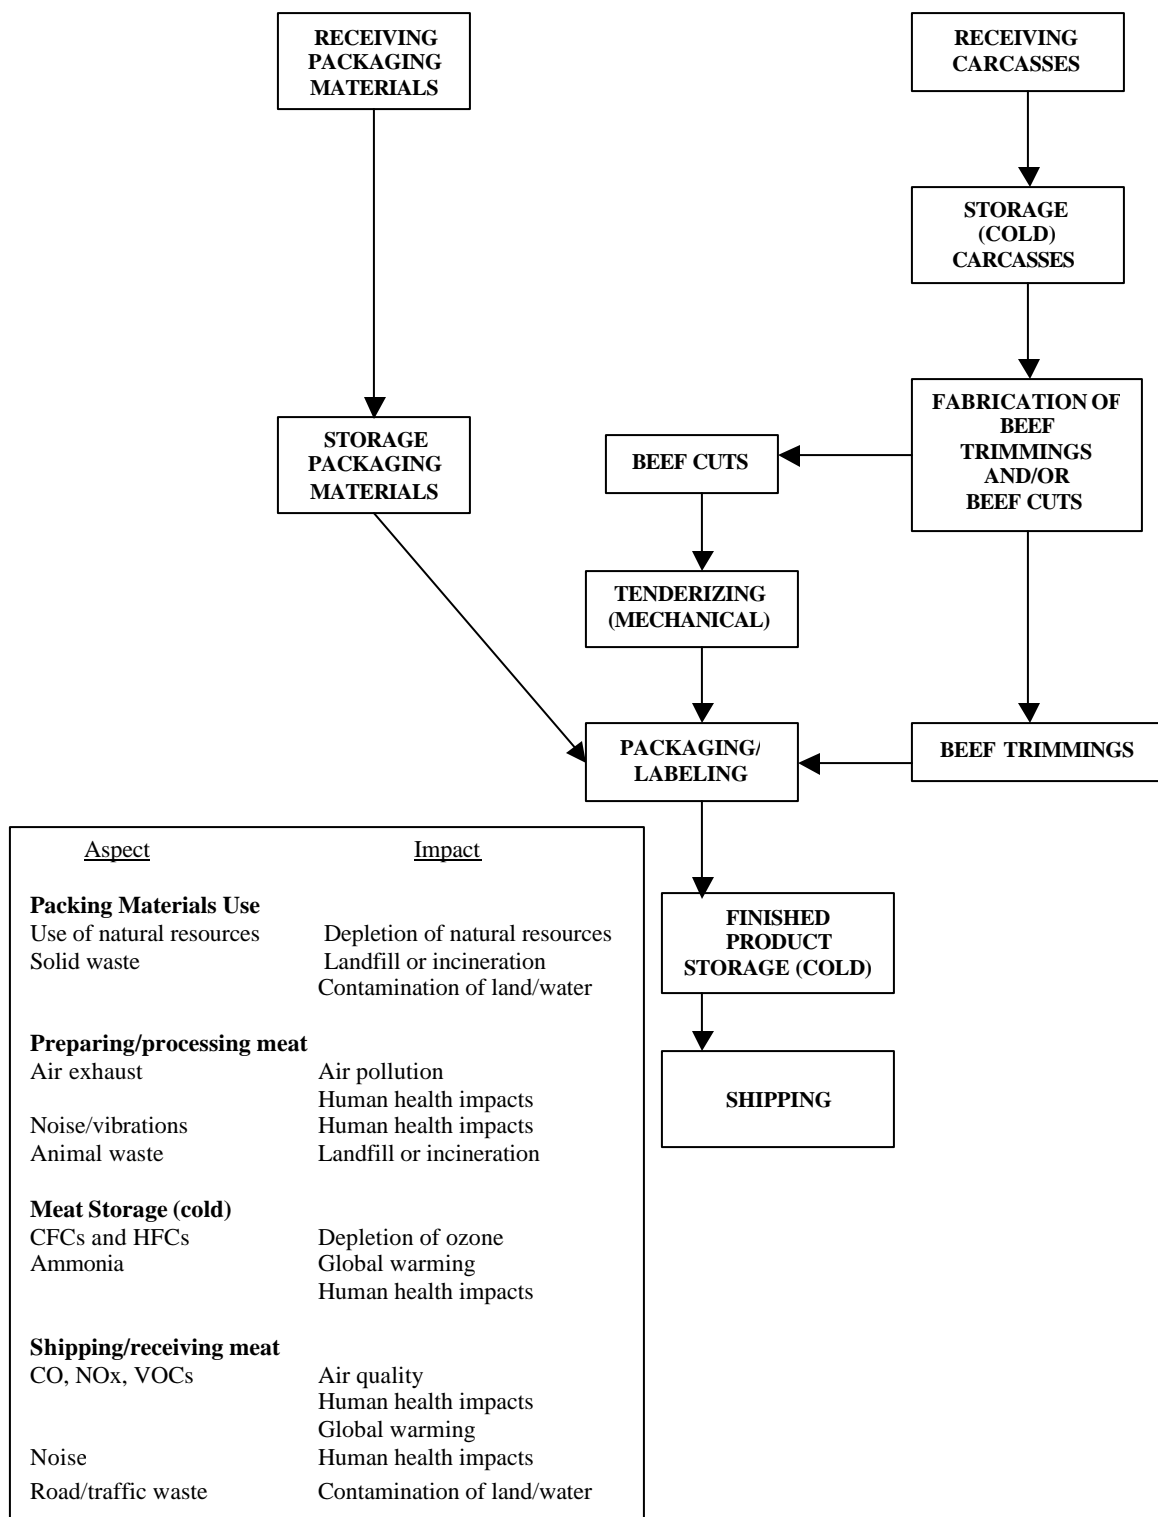 RECEIVING
PACKAGING
MATERIALS
RECEIVING
CARCASSES
STORAGE
(COLD)
CARCASSES
FABRICATION OF
BEEF
TRIMMINGS
AND/OR
BEEF CUTS
STORAGE
PACKAGING
MATERIALS
BEEF CUTS
TENDERIZING
(MECHANICAL)
PACKAGING/
LABELING
BEEF TRIMMINGS
FINISHED
PRODUCT
STORAGE (COLD)
SHIPPING
Aspect Impact
Packing Materials Use
Use of natural resources Depletion of natural resources
Solid waste Landfill or incineration
Contamination of land/water
Preparing/processing meat
Air exhaust Air pollution
Human health impacts
Noise/vibrations Human health impacts
Animal waste Landfill or incineration
Meat Storage (cold)
CFCs and HFCs Depletion of ozone
Ammonia Global warming
Human health impacts
Shipping/receiving meat
CO, NOx, VOCs Air quality
Human health impacts
Global warming
Noise Human health impacts
Road/traffic waste Contamination of land/water